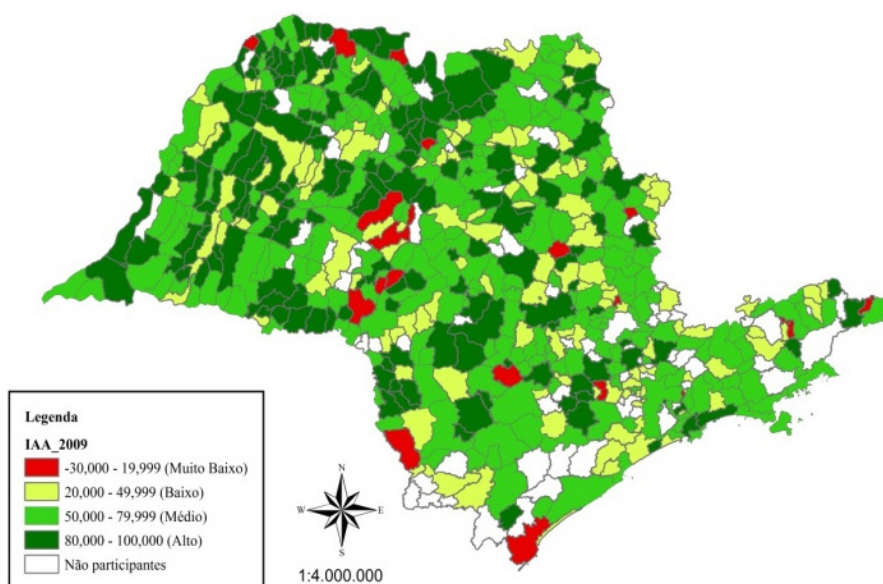 Legenda
IAA_2009
-30,000 - 19,999 (Muito Baixo)
20,000 - 49,999 (Baixo)
50,000 - 79,999 (Médio)
80,000 - 100,000 (Alto)
Não participantes
N
W E
S
1:4.000.000